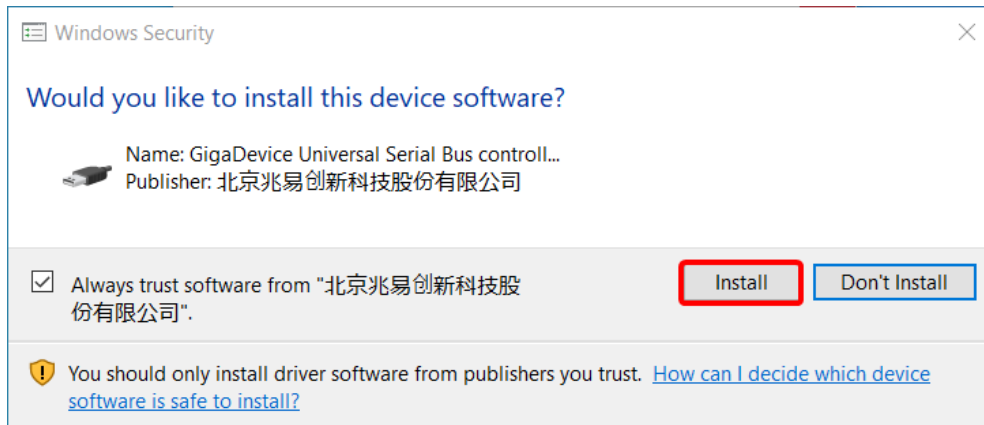 Windows Security
Would you like to install this device software?
Name: GigaDevice Universal Serial Bus controll...
Publisher: 北京兆易创新科技股份有限公司
Always trust software from "北京兆易创新科技股
份有限公司".
Install
Don't Install
You should only install driver software from publishers you trust. How can I decide which device
software is safe to install?